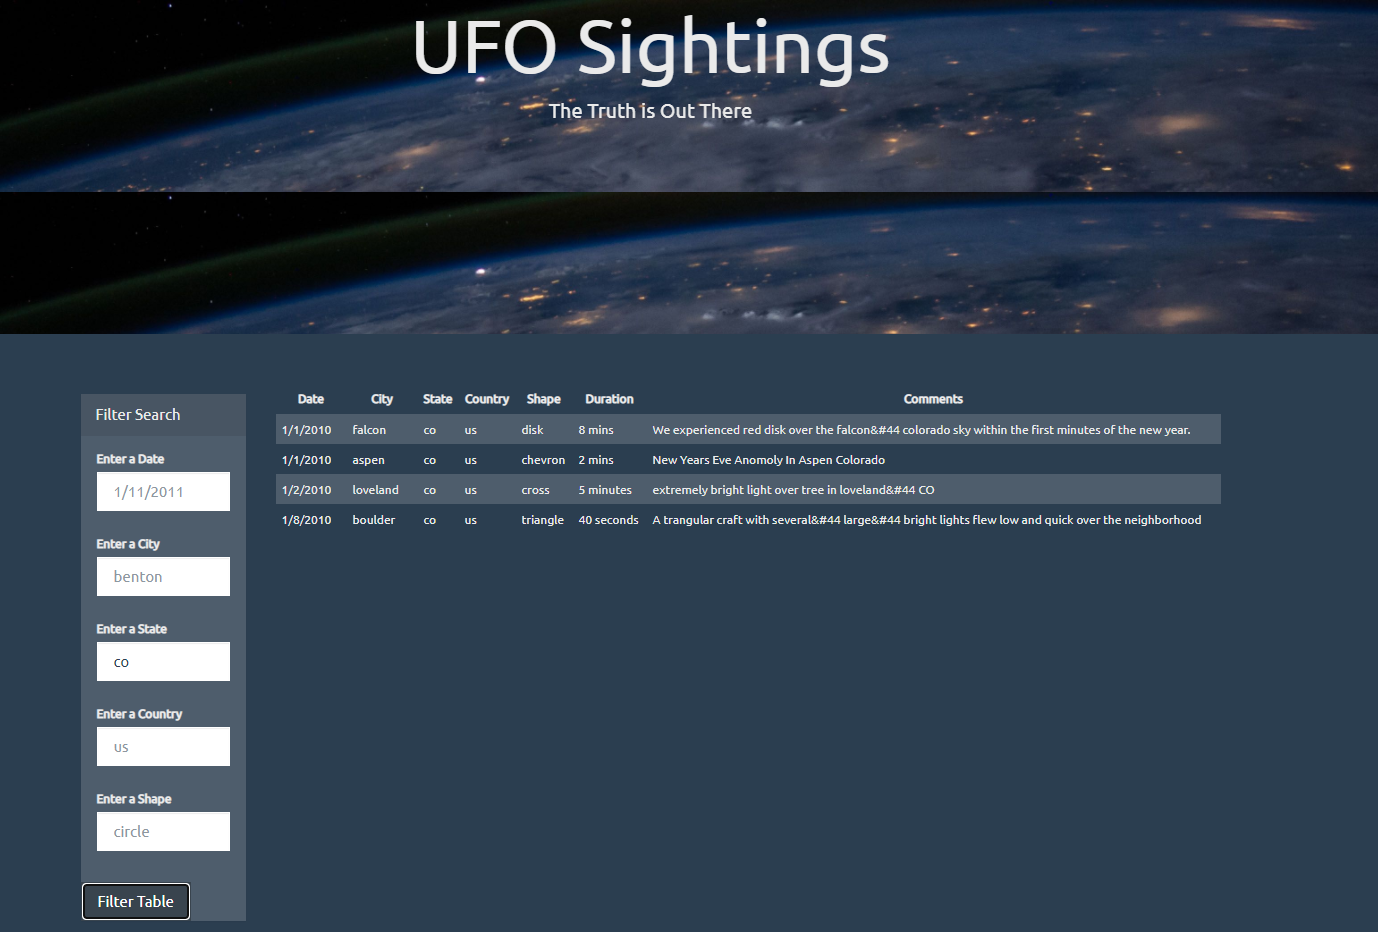 UFO Sightings
The Truth is Out There
Filter Search
Enter a Date
1/11/2011
Enter a City
benton
Enter a State
co
Enter a Country
us
Enter a Shape
circle
Filter Table
Date City State Country Shape Duration Comments
1/1/2010 falcon co us disk 8 mins We experienced red disk over the falcon&#44 colorado sky within the first minutes of the new year.
1/1/2010 aspen co us chevron 2 mins New Years Eve Anomoly In Aspen Colorado
1/2/2010 loveland co us cross 5 minutes extremely bright light over tree in loveland&#44 CO
1/8/2010 boulder co us triangle 40 seconds A trangular craft with several&#44 large&#44 bright lights flew low and quick over the neighborhood